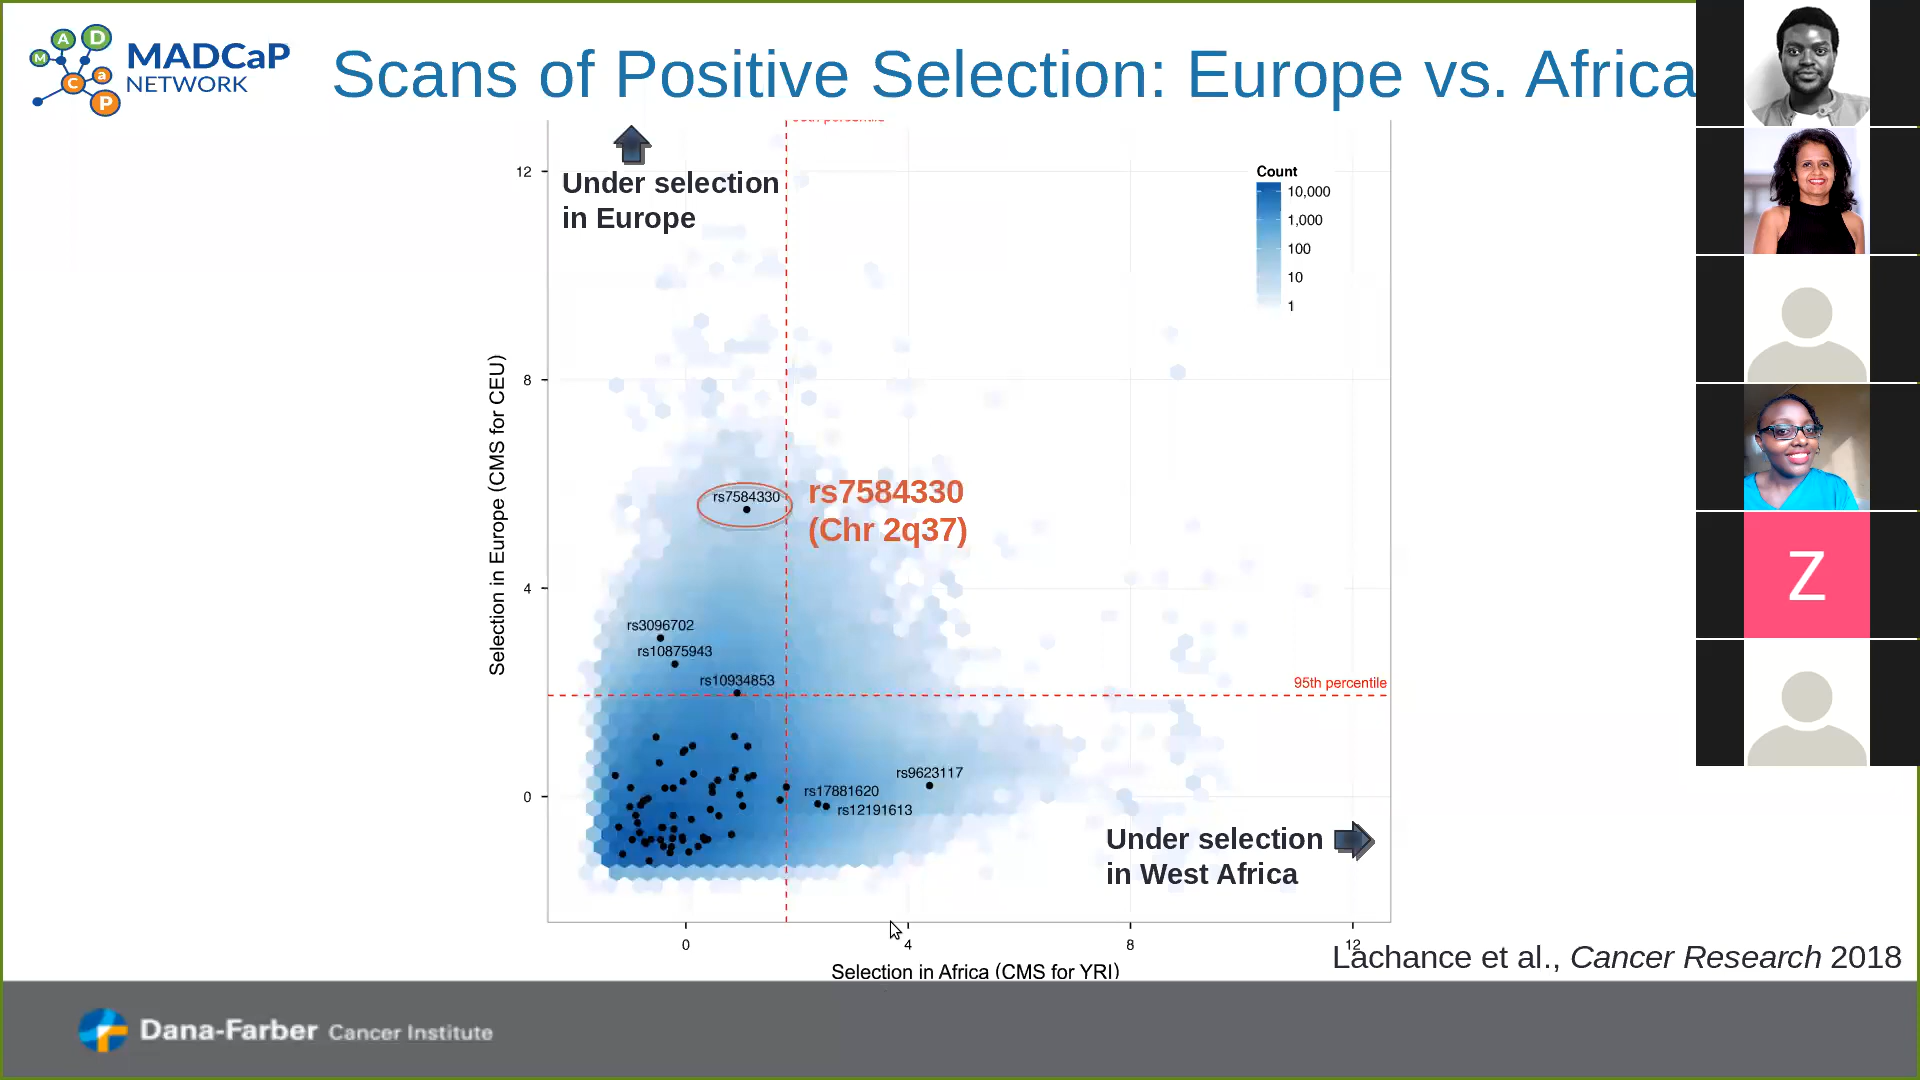 M A D C a P
MADCaP
NETWORK
Scans of Positive Selection: Europe vs. Africa
Under selection
in Europe
Count
10,000
1,000
100
10
1
12
8
4
0
Selection in Europe (CMS for CEU)
rs7584330
rs7584330
(Chr 2q37)
rs3096702
rs10875943
rs10934853
95th percentile
rs9623117
rs17881620
rs12191613
Under selection
in West Africa
0 4 8 12
Selection in Africa (CMS for YRI)
Lachance et al., Cancer Research 2018
Z
Dana-Farber Cancer Institute